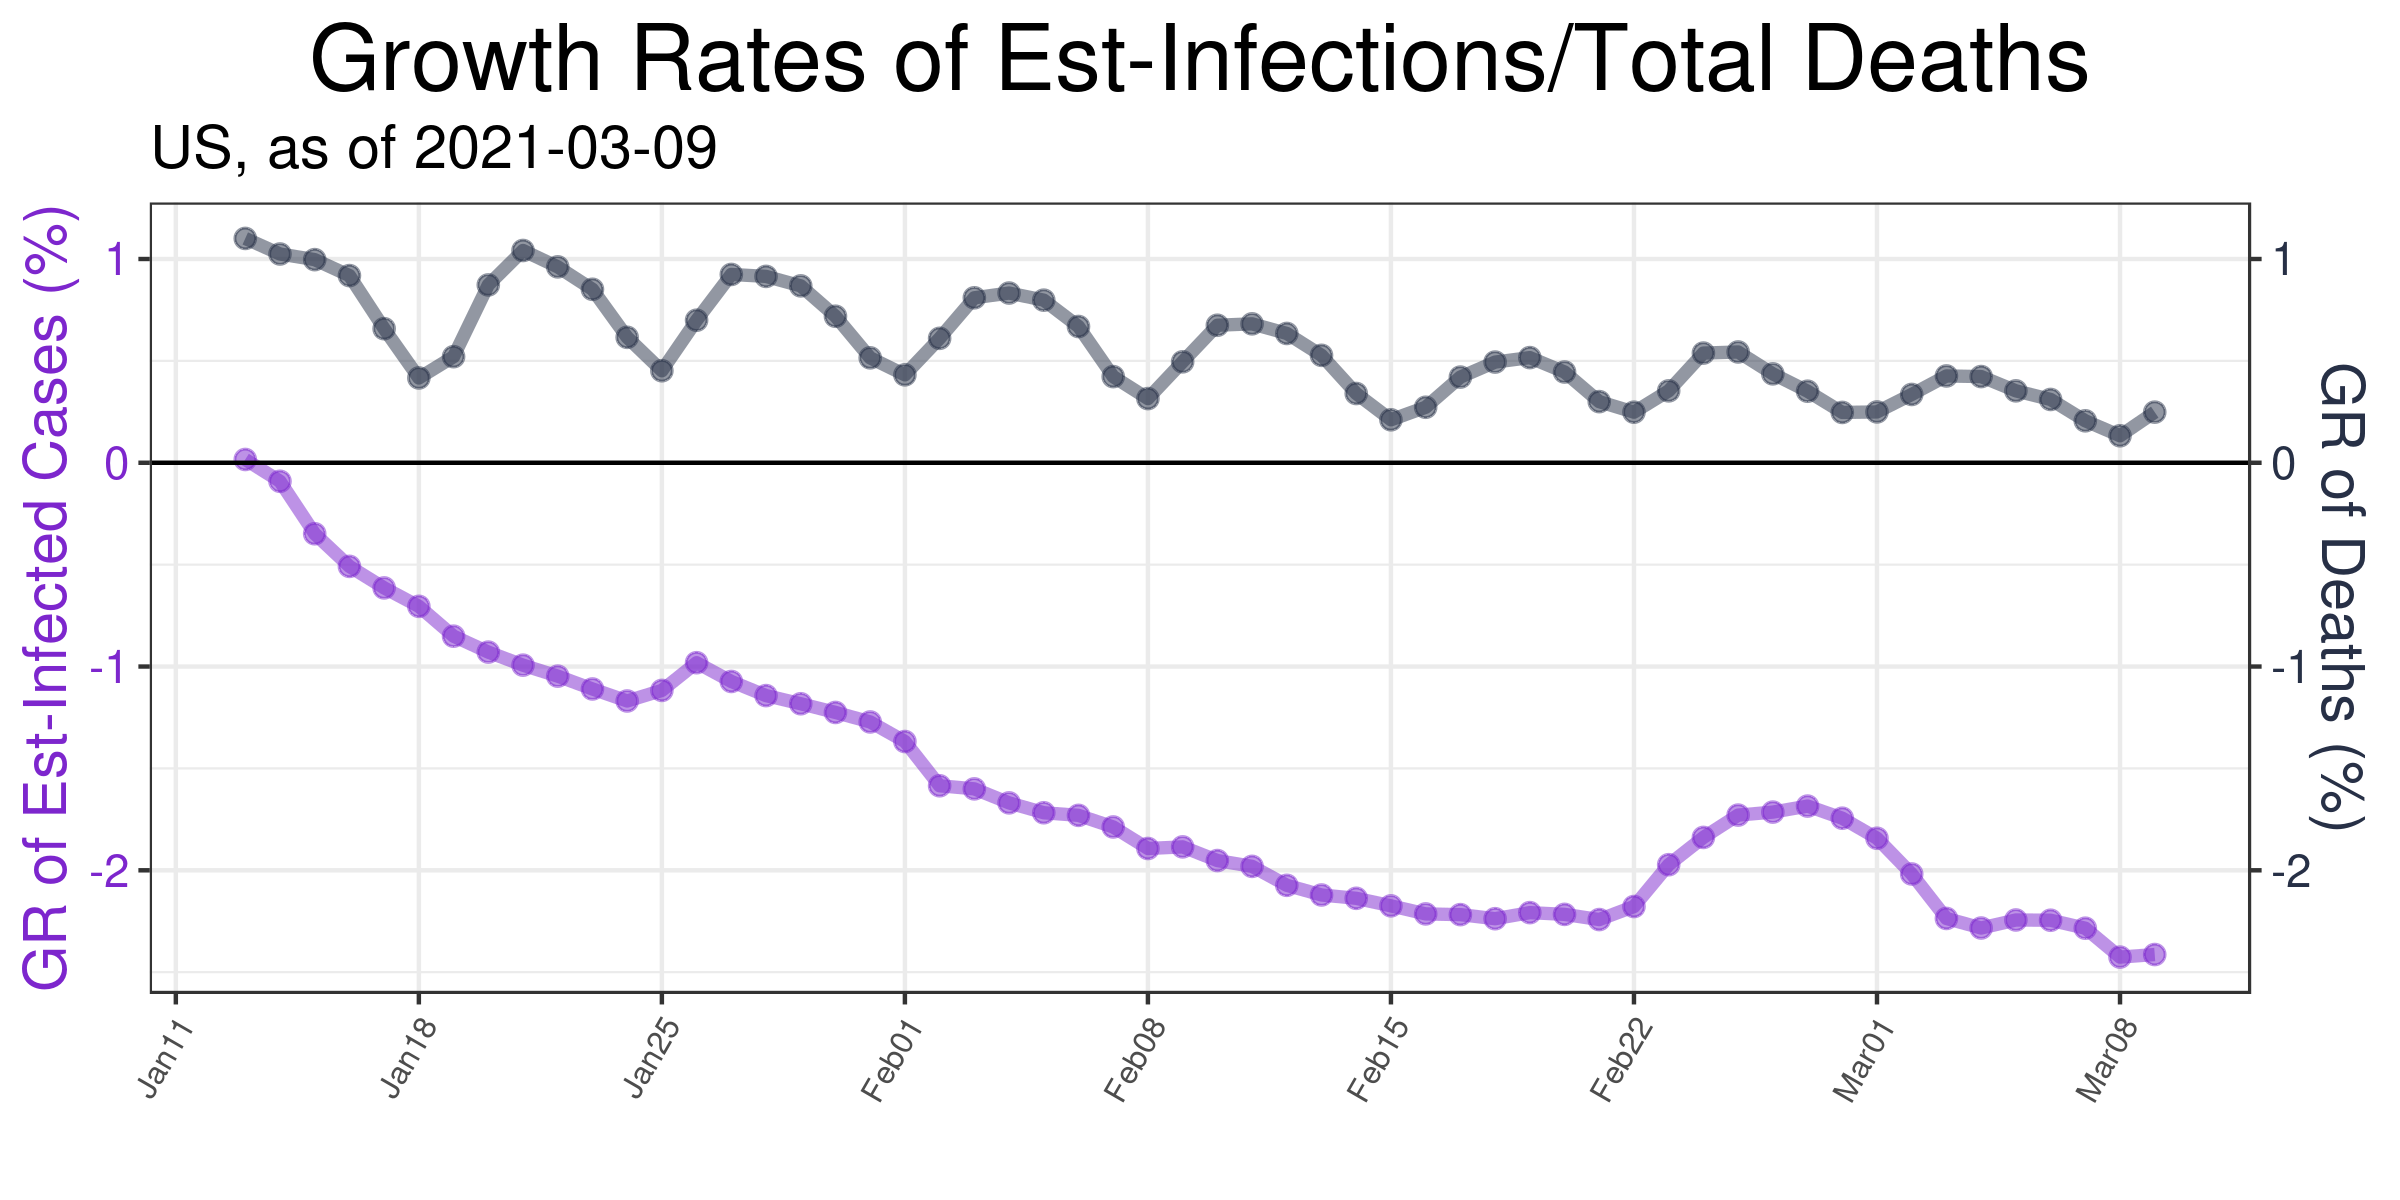 Growth Rates of Est-Infections/Total Deaths
US, as of 2021-03-09
GR of Est-Infected Cases (%)
1
0
-1
-2
1
0
-1
-2
GR of Deaths (%)
Jan11
Jan18
Jan25
Feb01
Feb08
Feb15
Feb22
Mar01
Mar08